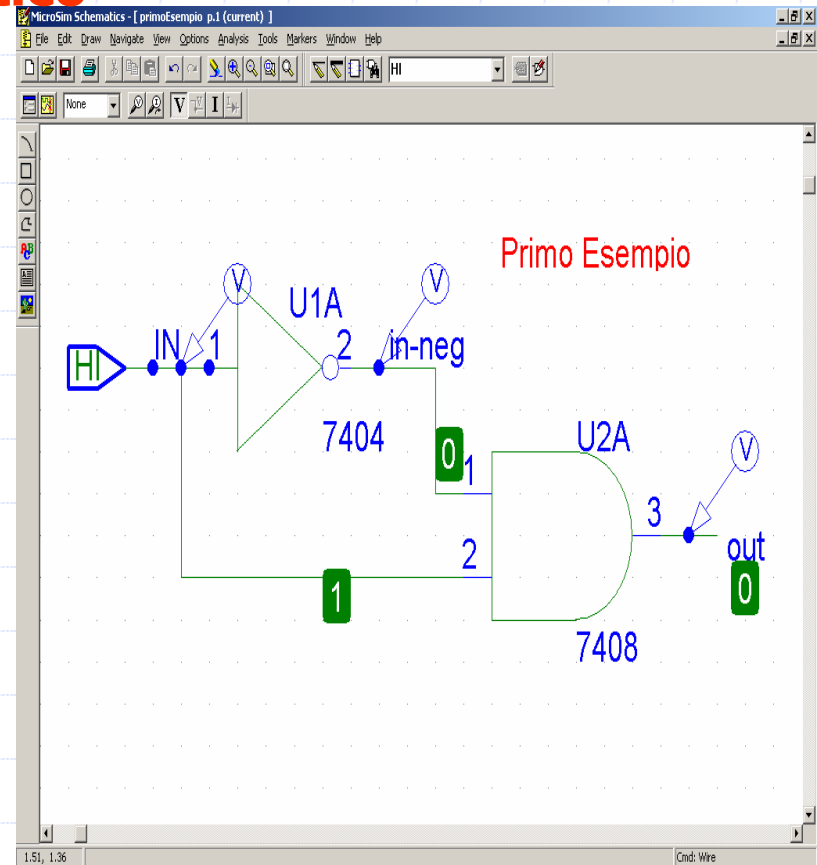 MicroSim Schematics - [ primoEsempio p.1 (current) ]
File Edit Draw Navigate View Options Analysis Tools Markers Window Help
HI
None V I
Primo Esempio
V V
U1A
HI IN 1 2 in-neg
7404 U2A V
0 1
3
2 out
1 0
7408
1.51, 1.36 Cmd: Wire